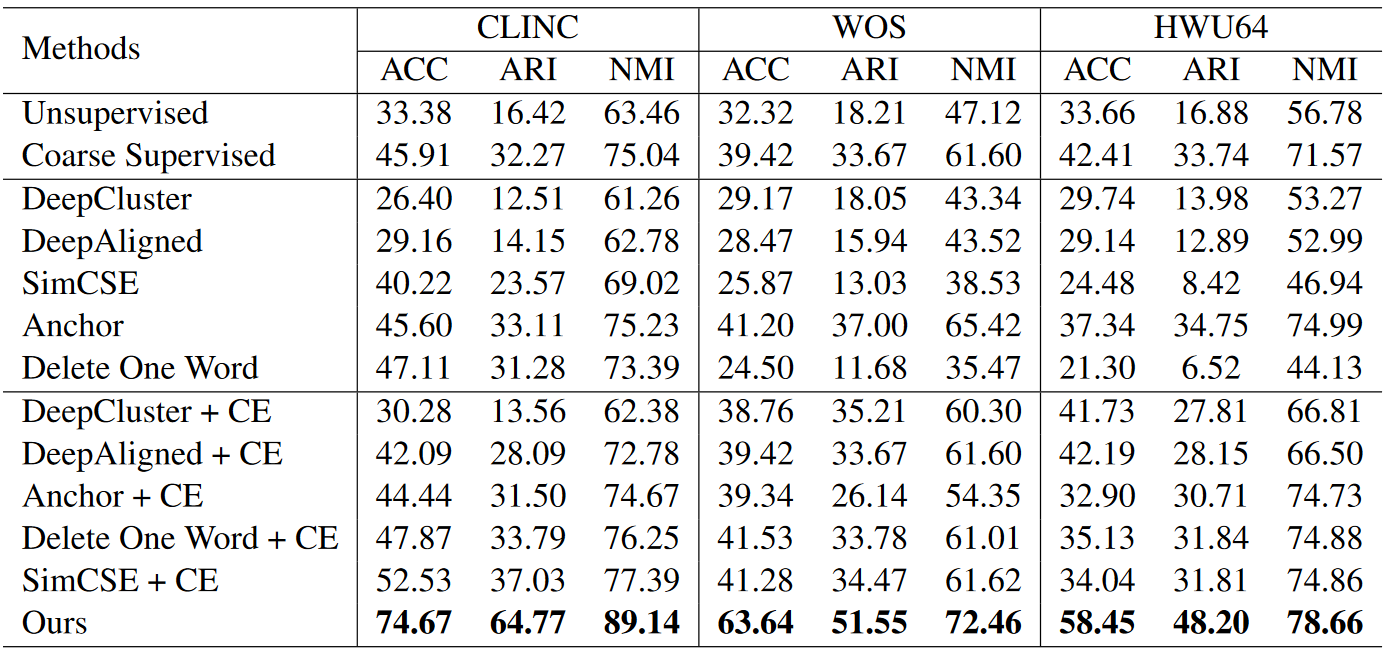 Methods CLINC WOS HWU64
ACC ARI NMI ACC ARI NMI ACC ARI NMI
Unsupervised 33.38 16.42 63.46 32.32 18.21 47.12 33.66 16.88 56.78
Coarse Supervised 45.91 32.27 75.04 39.42 33.67 61.60 42.41 33.74 71.57
DeepCluster 26.40 12.51 61.26 29.17 18.05 43.34 29.74 13.98 53.27
DeepAligned 29.16 14.15 62.78 28.47 15.94 43.52 29.14 12.89 52.99
SimCSE 40.22 23.57 69.02 25.87 13.03 38.53 24.48 8.42 46.94
Anchor 45.60 33.11 75.23 41.20 37.00 65.42 37.34 34.75 74.99
Delete One Word 47.11 31.28 73.39 24.50 11.68 35.47 21.30 6.52 44.13
DeepCluster + CE 30.28 13.56 62.38 38.76 35.21 60.30 41.73 27.81 66.81
DeepAligned + CE 42.09 28.09 72.78 39.42 33.67 61.60 42.19 28.15 66.50
Anchor + CE 44.44 31.50 74.67 39.34 26.14 54.35 32.90 30.71 74.73
Delete One Word + CE 47.87 33.79 76.25 41.53 33.78 61.01 35.13 31.84 74.88
SimCSE + CE 52.53 37.03 77.39 41.28 34.47 61.62 34.04 31.81 74.86
Ours 74.67 64.77 89.14 63.64 51.55 72.46 58.45 48.20 78.66